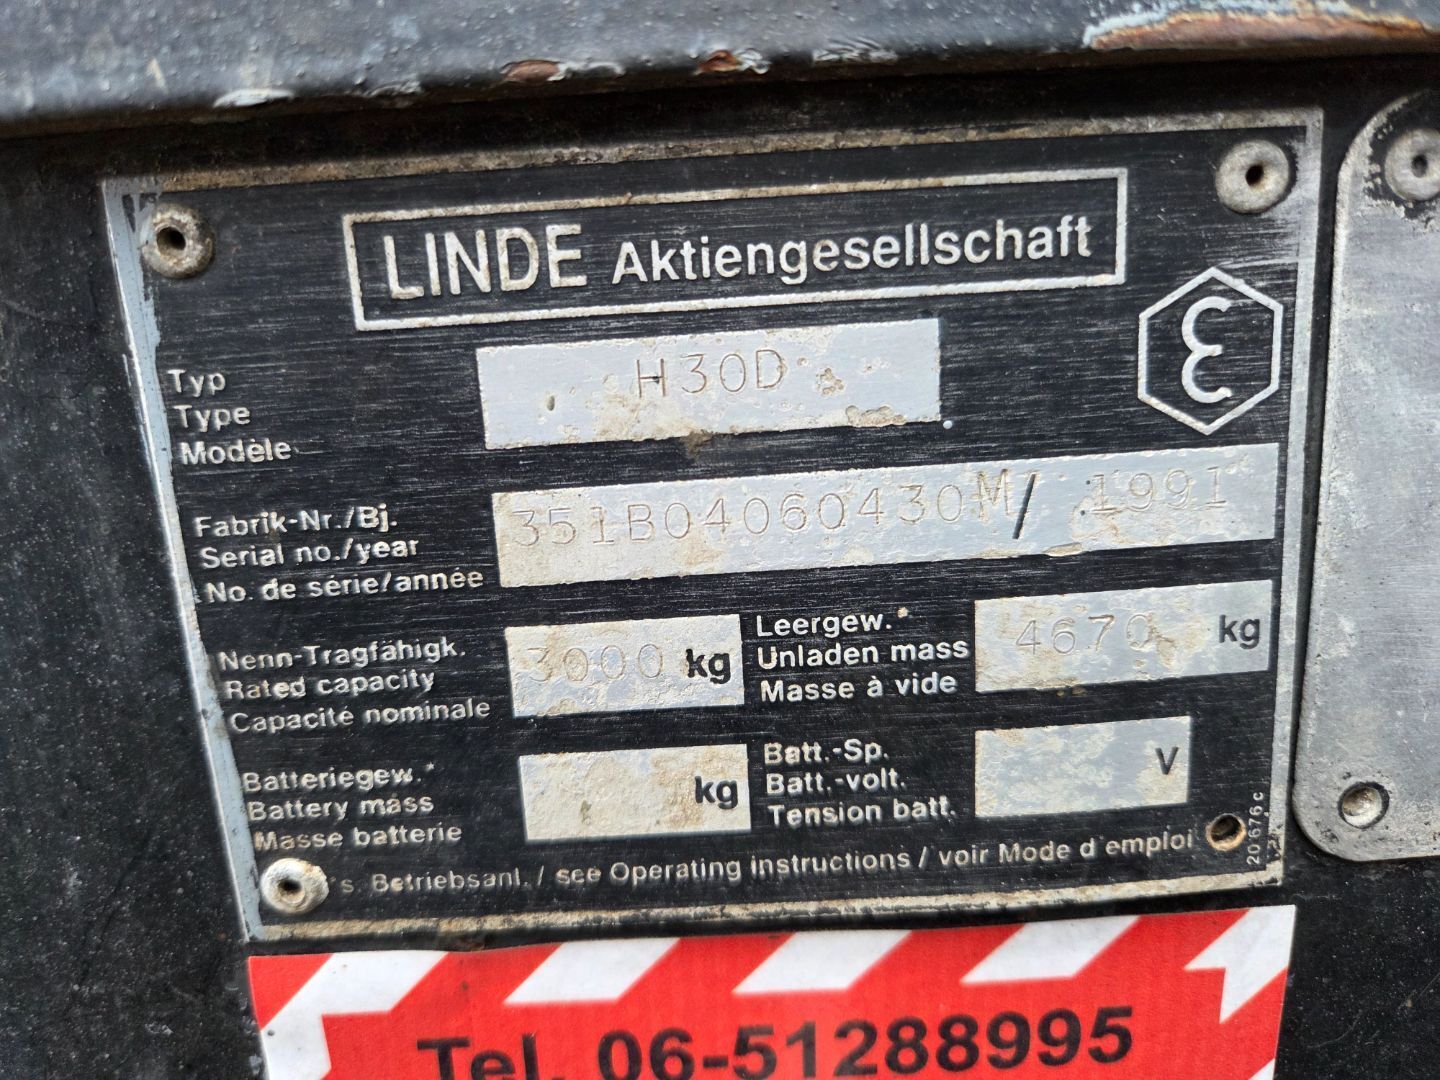 LINDE Aktiengesellschaft
Typ
Type
Modèle
H30D
Fabrik-Nr./Bj.
Serial no./year
No. de série/année
351B04060430M / 1991
Nenn-Tragfähigk.
Rated capacity
Capacité nominale
3000 kg
Leergew.*
Unladen mass
Masse à vide
4670 kg
Batteriegew.*
Battery mass
Masse batterie
kg
Batt.-Sp.
Batt.-volt.
Tension batt.
V
*s. Betriebsanl. / see Operating instructions / voir Mode d'emploi
20676c
Tel. 06-51288995